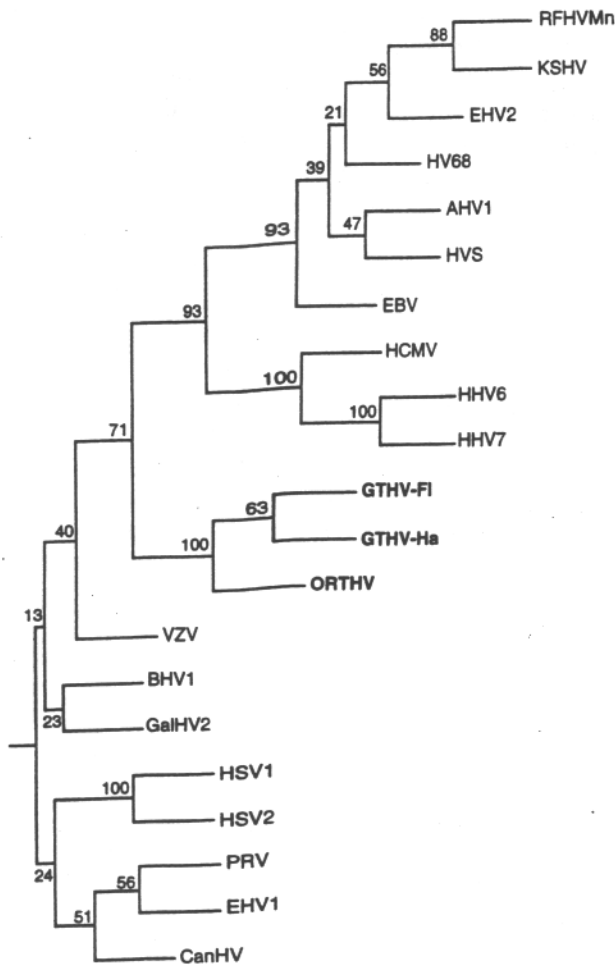 RFHVMn
88
KSHV
56
EHV2
21
HV68
39
AHV1
47
HVS
93
EBV
93
HCMV
100
HHV6
100
HHV7
71
GTHV-Fl
63
GTHV-Ha
40
100
ORTHV
13
VZV
BHV1
23
GalHV2
HSV1
100
HSV2
24
PRV
56
EHV1
51
CanHV